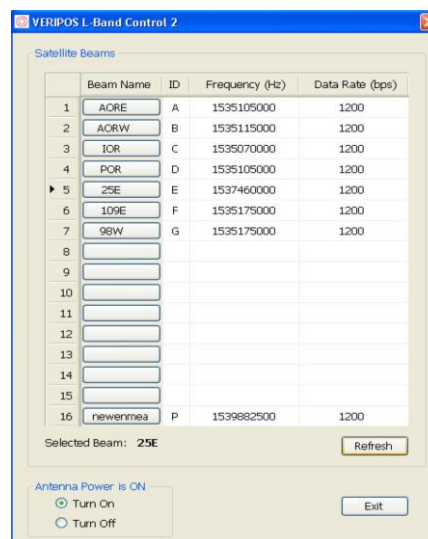 VERIPOS L-Band Control 2
Satellite Beams
Beam Name ID Frequency (Hz) Data Rate (bps)
1 AORE A 1535105000 1200
2 AORW B 1535115000 1200
3 IOR C 1535070000 1200
4 POR D 1535105000 1200
5 25E E 1537460000 1200
6 109E F 1535175000 1200
7 98W G 1535175000 1200
8
9
10
11
12
13
14
15
16 newenmea P 1539882500 1200
Selected Beam: 25E Refresh
Antenna Power is ON
Turn On Exit
Turn Off